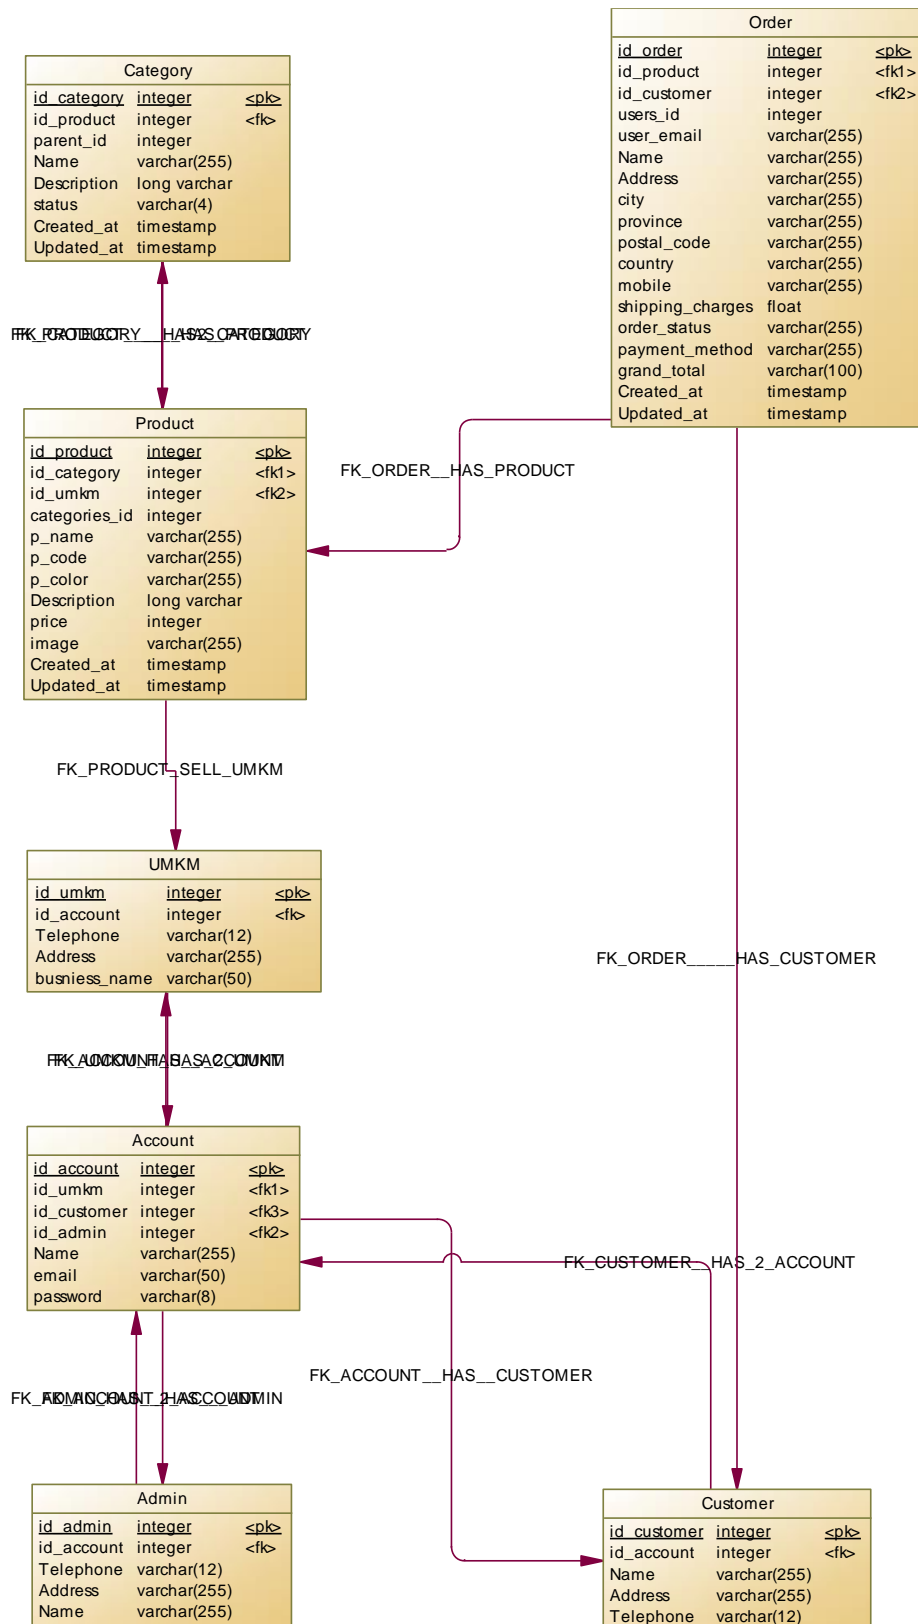 Order
id_order integer <pk>
id_product integer <fk1>
id_customer integer <fk2>
users_id integer
user_email varchar(255)
Name varchar(255)
Address varchar(255)
city varchar(255)
province varchar(255)
postal_code varchar(255)
country varchar(255)
mobile varchar(255)
shipping_charges float
order_status varchar(255)
payment_method varchar(255)
grand_total varchar(100)
Created_at timestamp
Updated_at timestamp
Category
id_category integer <pk>
id_product integer <fk>
parent_id integer
Name varchar(255)
Description long varchar
status varchar(4)
Created_at timestamp
Updated_at timestamp
Product
id_product integer <pk>
id_category integer <fk1>
id_umkm integer <fk2>
categories_id integer
p_name varchar(255)
p_code varchar(255)
p_color varchar(255)
Description long varchar
price integer
image varchar(255)
Created_at timestamp
Updated_at timestamp
FK_ORDER__HAS_PRODUCT
FK_PRODUCT_SELL_UMKM
UMKM
id_umkm integer <pk>
id_account integer <fk>
Telephone varchar(12)
Address varchar(255)
busniess_name varchar(50)
FK_ORDER_____HAS_CUSTOMER
Account
id_account integer <pk>
id_umkm integer <fk1>
id_customer integer <fk3>
id_admin integer <fk2>
Name varchar(255)
email varchar(50)
password varchar(8)
FK_CUSTOMER__HAS_2_ACCOUNT
FK_ACCOUNT__HAS__CUSTOMER
Admin
id_admin integer <pk>
id_account integer <fk>
Telephone varchar(12)
Address varchar(255)
Name varchar(255)
Customer
id_customer integer <pk>
id_account integer <fk>
Name varchar(255)
Address varchar(255)
Telephone varchar(12)